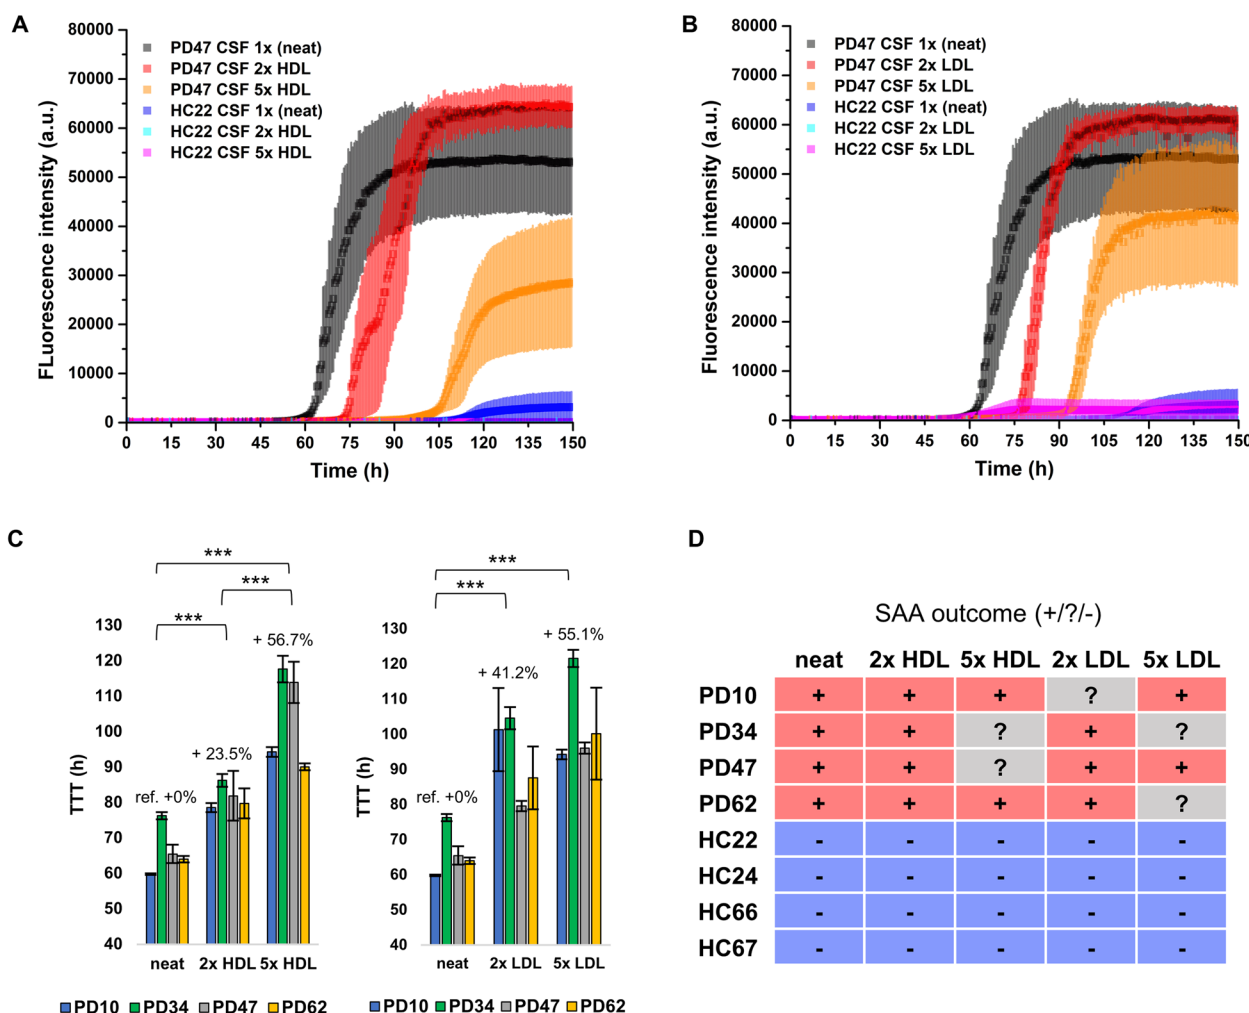 A
80000
70000
60000
50000
40000
30000
20000
10000
0
FLuorescence intensity (a.u.)
PD47 CSF 1x (neat)
PD47 CSF 2x HDL
PD47 CSF 5x HDL
HC22 CSF 1x (neat)
HC22 CSF 2x HDL
HC22 CSF 5x HDL
0 15 30 45 60 75 90 105 120 135 150
Time (h)
B
80000
70000
60000
50000
40000
30000
20000
10000
0
Fluorescence intensity (a.u.)
PD47 CSF 1x (neat)
PD47 CSF 2x LDL
PD47 CSF 5x LDL
HC22 CSF 1x (neat)
HC22 CSF 2x LDL
HC22 CSF 5x LDL
0 15 30 45 60 75 90 105 120 135 150
Time (h)
C
***
***
***
130
120
110
100
90
80
70
60
50
40
TTT (h)
ref. +0%
+ 23.5%
+ 56.7%
neat 2x HDL 5x HDL
PD10 PD34 PD47 PD62
***
***
130
120
110
100
90
80
70
60
50
40
TTT (h)
ref. +0%
+ 41.2%
+ 55.1%
neat 2x LDL 5x LDL
PD10 PD34 PD47 PD62
D
SAA outcome (+/?/-)
neat 2x HDL 5x HDL 2x LDL 5x LDL
PD10 + + + ? +
PD34 + + ? + ?
PD47 + + ? + +
PD62 + + + + ?
HC22 - - - - -
HC24 - - - - -
HC66 - - - - -
HC67 - - - - -